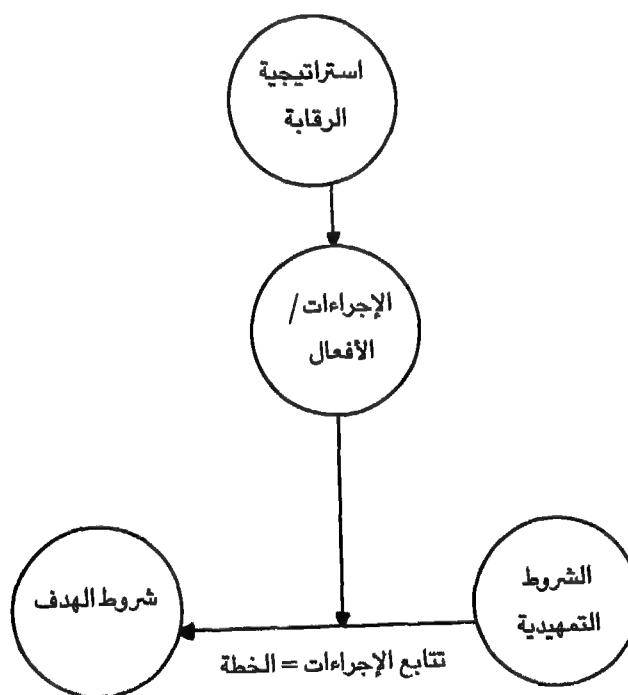 استراتيجية
الرقابة
الإجراءات /
الأفعال
الشروط
التمهيدية
شروط الهدف
تتابع الإجراءات = الخطة